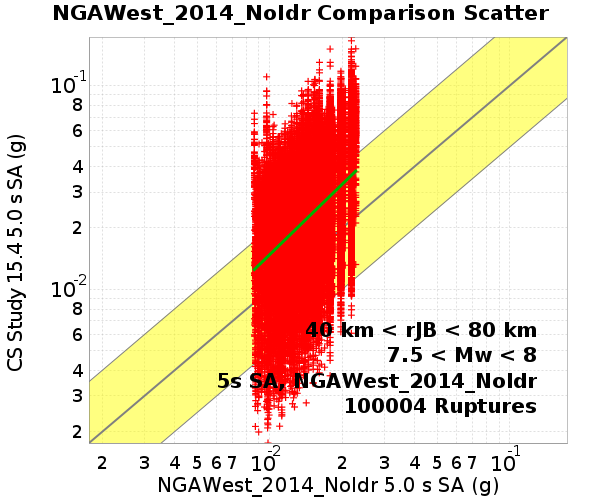 NGAWest_2014_NoIdr Comparison Scatter
CS Study 15.4 5.0 s SA (g)
10-1
8
6
4
3
2
10-2
8
6
4
3
2
40 km < rJB < 80 km
7.5 < Mw < 8
5s SA, NGAWest_2014_NoIdr
100004 Ruptures
2 3 4 5 6 7 10-2 2 3 4 5 6 7 10-1
NGAWest_2014_NoIdr 5.0 s SA (g)